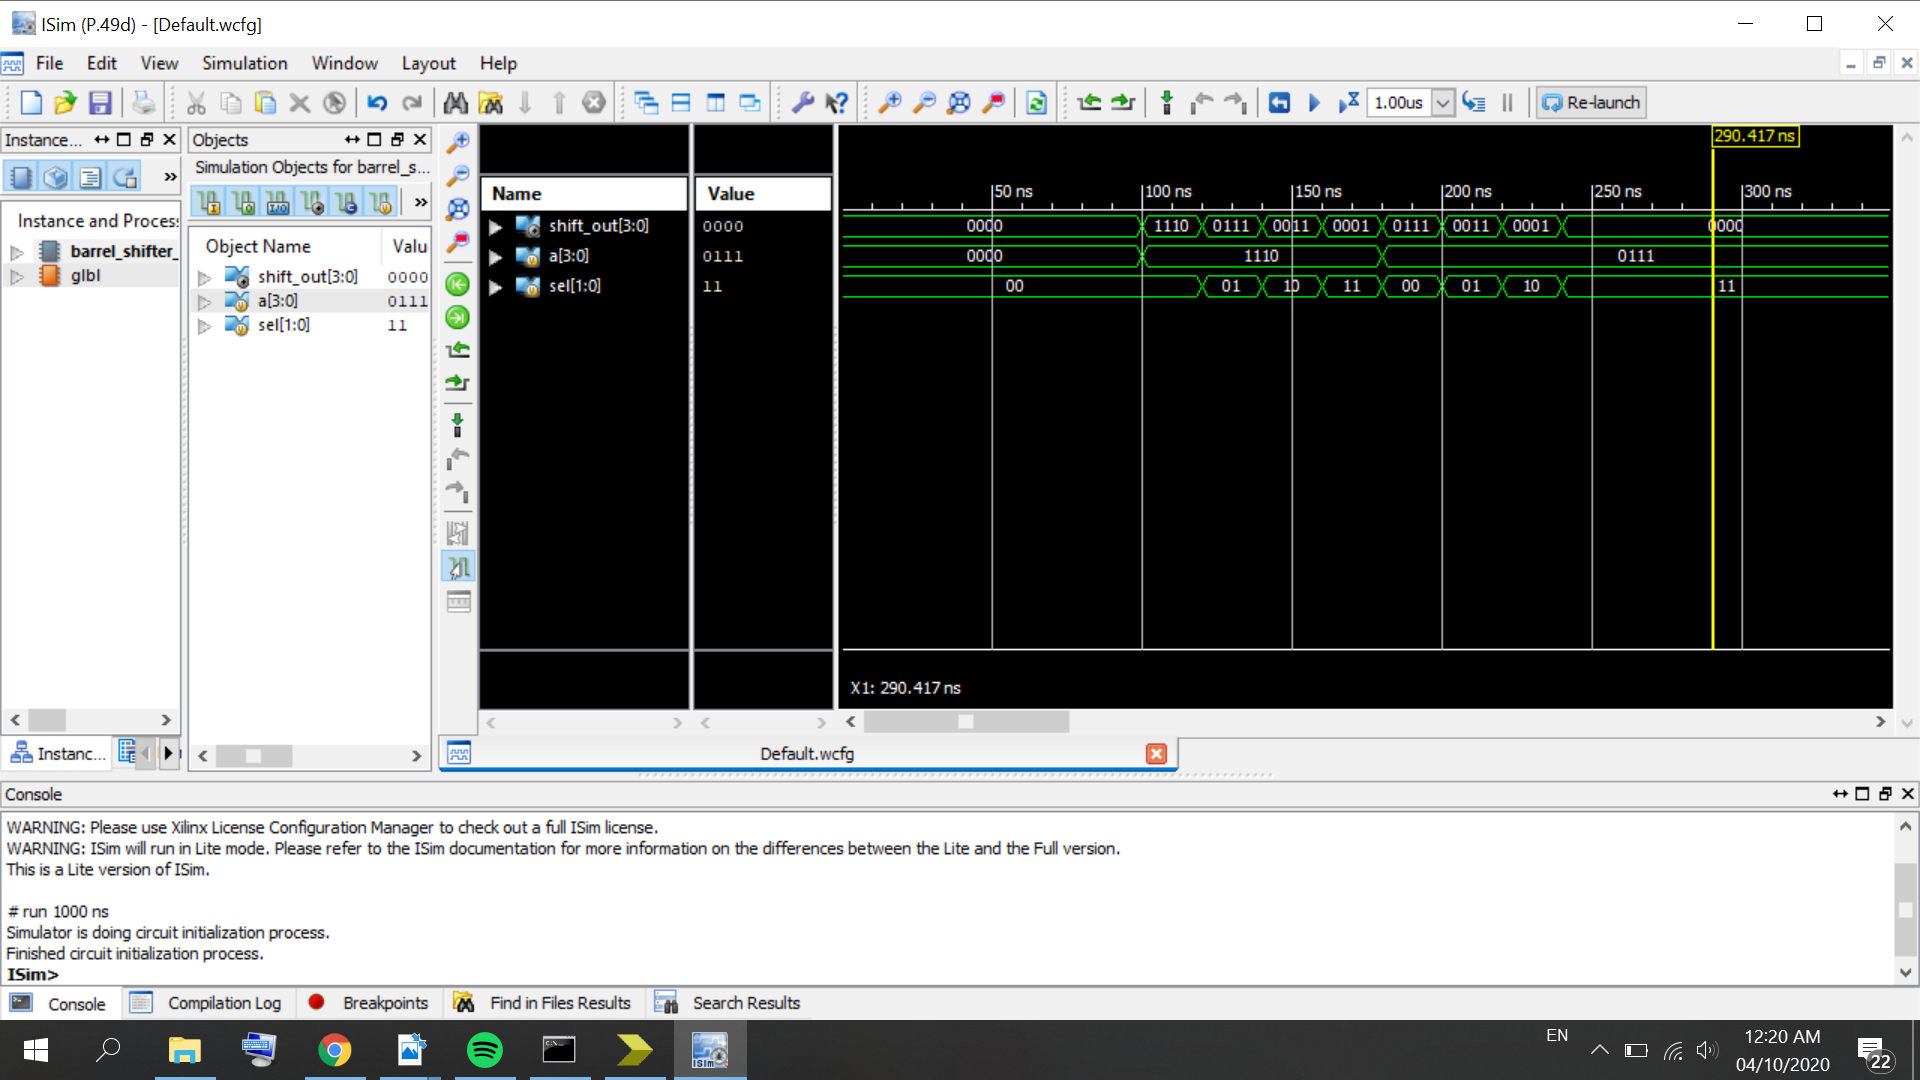 ISim (P.49d) - [Default.wcfg]
File Edit View Simulation Window Layout Help
1.00us Re-launch
Instance...
Objects
Simulation Objects for barrel_s...
Instance and Proces
barrel_shifter_
glbl
Object Name Valu
shift_out[3:0] 0000
a[3:0] 0111
sel[1:0] 11
Name Value
shift_out[3:0] 0000
a[3:0] 0111
sel[1:0] 11
290.417 ns
50 ns 100 ns 150 ns 200 ns 250 ns 300 ns
0000 1110 0111 0011 0001 0111 0011 0001 0000
0000 1110 0111
00 01 10 11 00 01 10 11
X1: 290.417 ns
Instanc...
Default.wcfg
Console
WARNING: Please use Xilinx License Configuration Manager to check out a full ISim license.
WARNING: ISim will run in Lite mode. Please refer to the ISim documentation for more information on the differences between the Lite and the Full version.
This is a Lite version of ISim.
# run 1000 ns
Simulator is doing circuit initialization process.
Finished circuit initialization process.
ISim>
Console Compilation Log Breakpoints Find in Files Results Search Results
EN
12:20 AM
04/10/2020
22